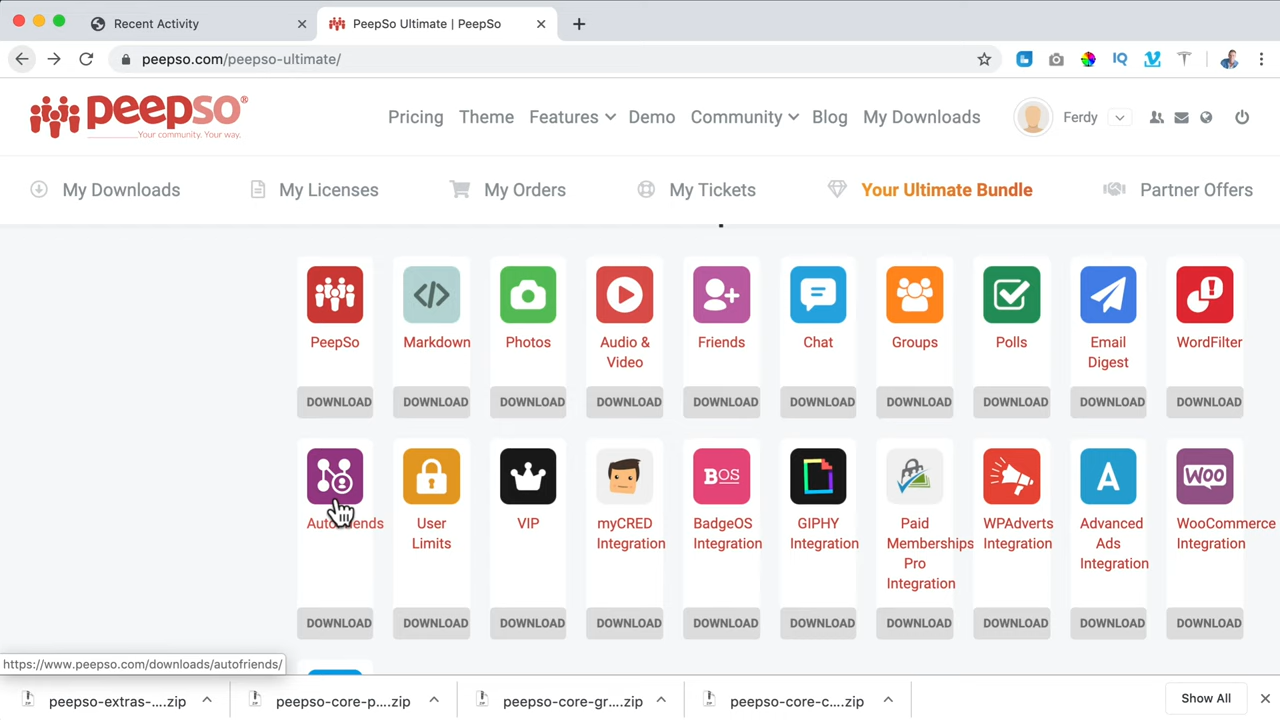 Recent Activity
PeepSo Ultimate | PeepSo
peepso.com/peepso-ultimate/
IQ
peepso®
Your community. Your way.
Pricing Theme Features Demo Community Blog My Downloads
Ferdy
My Downloads My Licenses My Orders My Tickets Your Ultimate Bundle Partner Offers
PeepSo Markdown Photos Audio & Video Friends Chat Groups Polls Email Digest WordFilter
DOWNLOAD DOWNLOAD DOWNLOAD DOWNLOAD DOWNLOAD DOWNLOAD DOWNLOAD DOWNLOAD DOWNLOAD DOWNLOAD
BOS
A
WOO
Autofriends User Limits VIP myCRED Integration BadgeOS Integration GIPHY Integration Paid Memberships Pro Integration WPAdverts Integration Advanced Ads Integration WooCommerce Integration
DOWNLOAD DOWNLOAD DOWNLOAD DOWNLOAD DOWNLOAD DOWNLOAD DOWNLOAD DOWNLOAD DOWNLOAD DOWNLOAD
https://www.peepso.com/downloads/autofriends/
peepso-extras-....zip peepso-core-p....zip peepso-core-gr....zip peepso-core-c....zip Show All